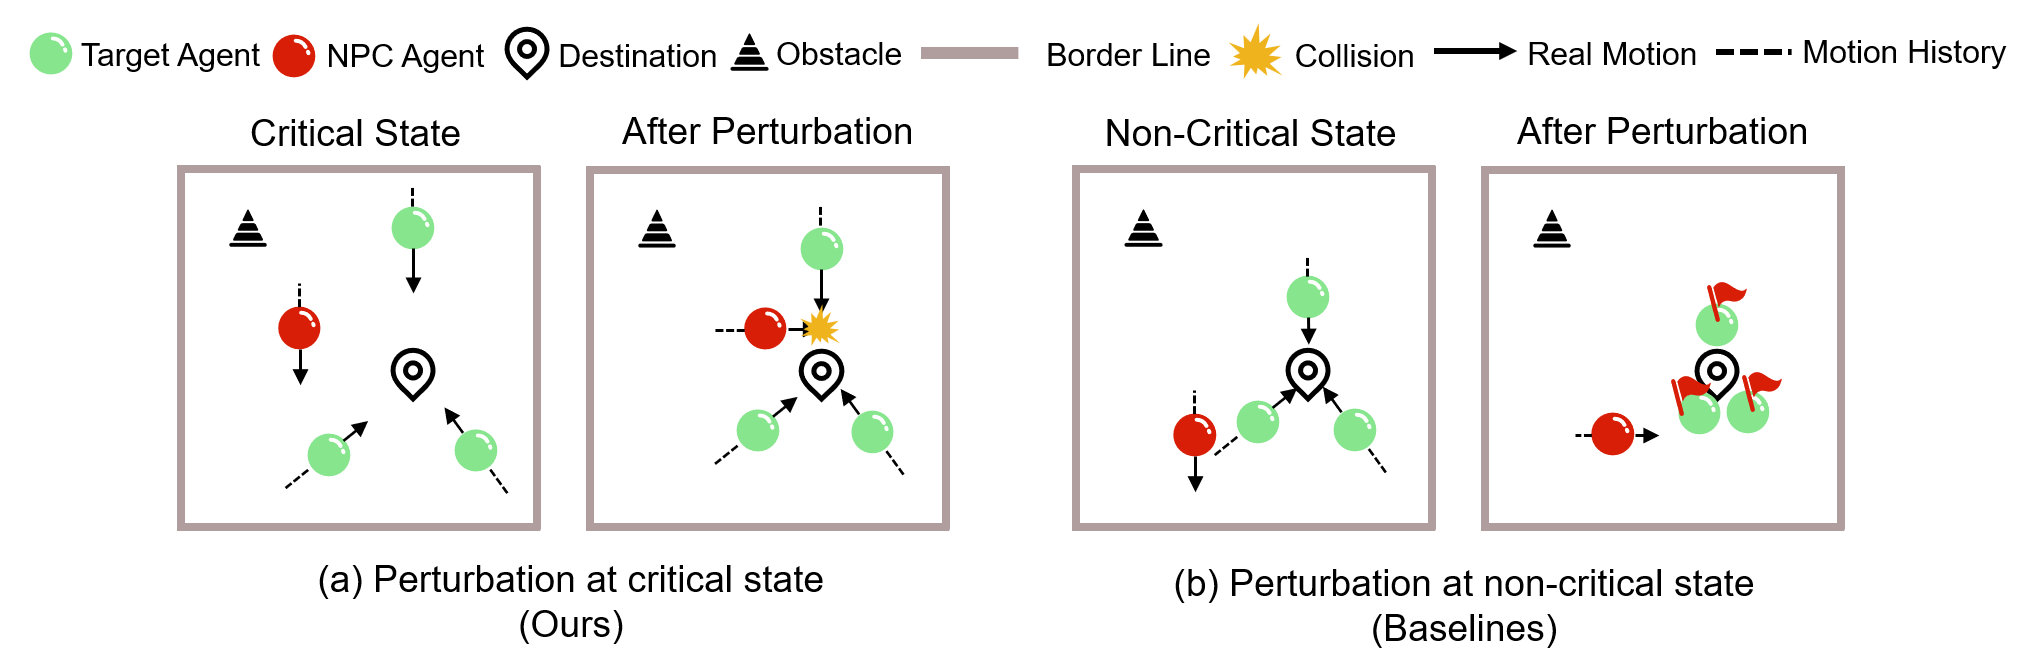 Target Agent NPC Agent Destination Obstacle Border Line Collision Real Motion Motion History
Critical State After Perturbation Non-Critical State After Perturbation
(a) Perturbation at critical state
(Ours)
(b) Perturbation at non-critical state
(Baselines)